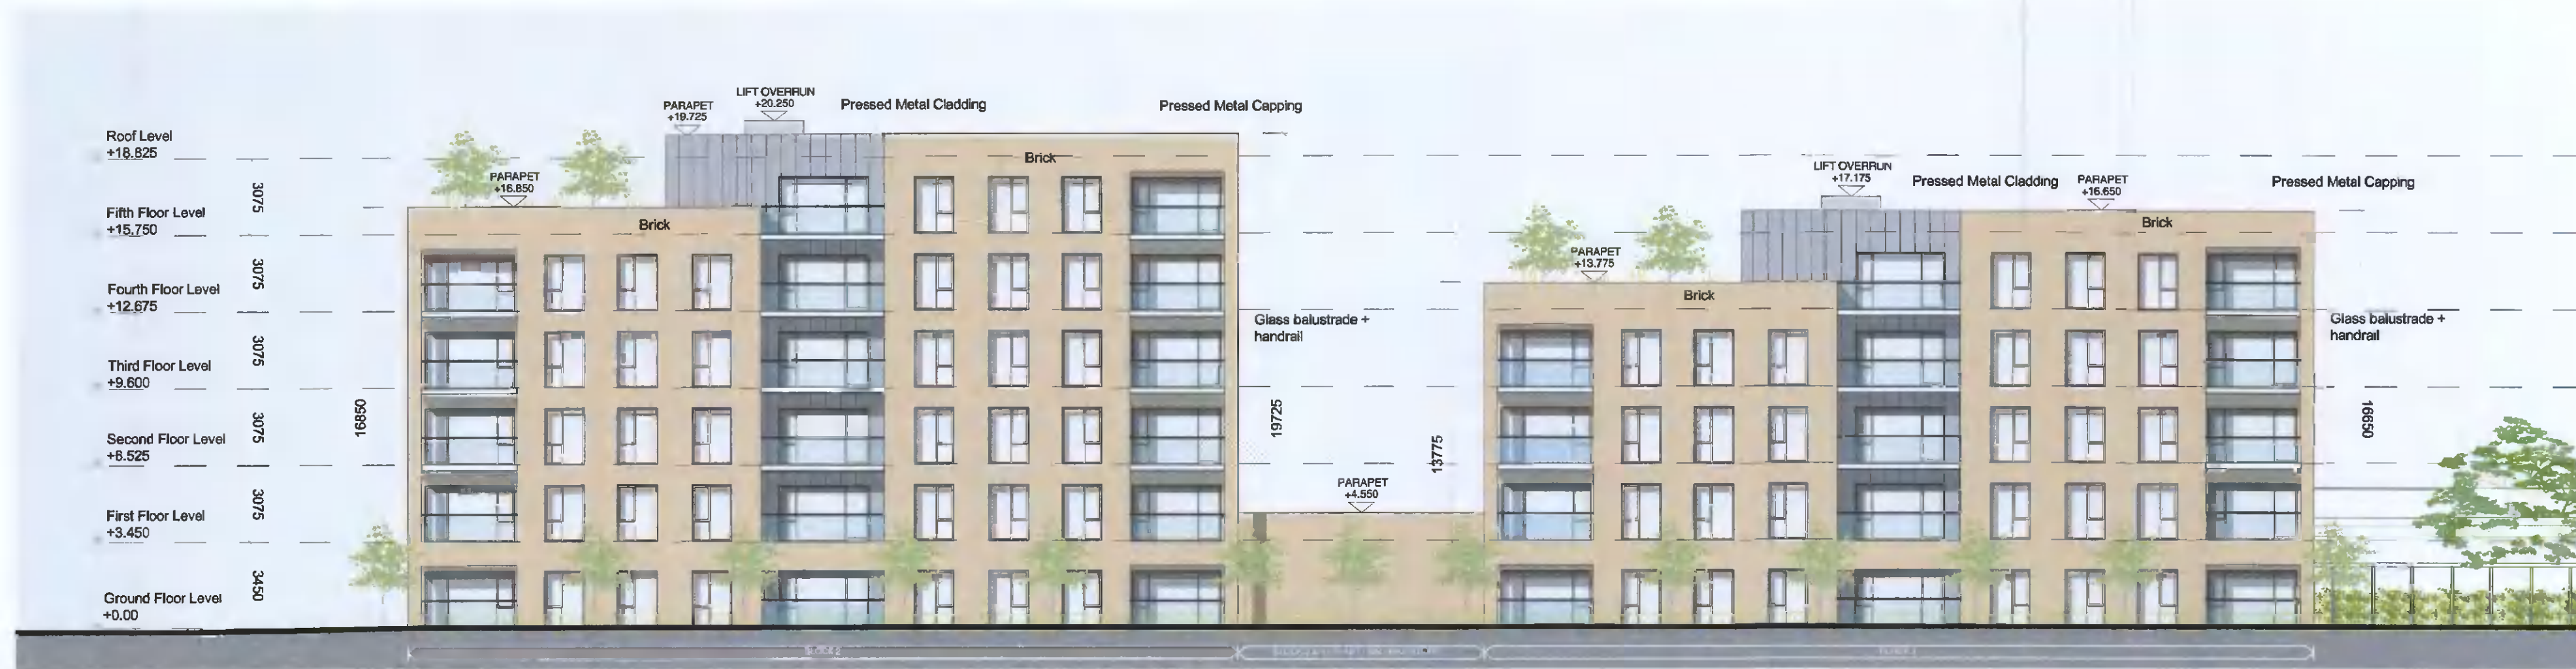 LIFT OVERRUN
+20.250
PARAPET
+19.725
Pressed Metal Cladding
Pressed Metal Capping
Roof Level
+18.825
Brick
LIFT OVERRUN
+17.175
PARAPET
+16.850
Pressed Metal Cladding
PARAPET
+16.650
Pressed Metal Capping
3075
Fifth Floor Level
+15.750
Brick
Brick
PARAPET
+13.775
3075
Fourth Floor Level
+12.675
Brick
Glass balustrade +
handrail
Glass balustrade +
handrail
3075
Third Floor Level
+9.600
16850
19725
13775
16650
3075
Second Floor Level
+6.525
PARAPET
+4.550
3075
First Floor Level
+3.450
3450
Ground Floor Level
+0.00
BLOCK 2